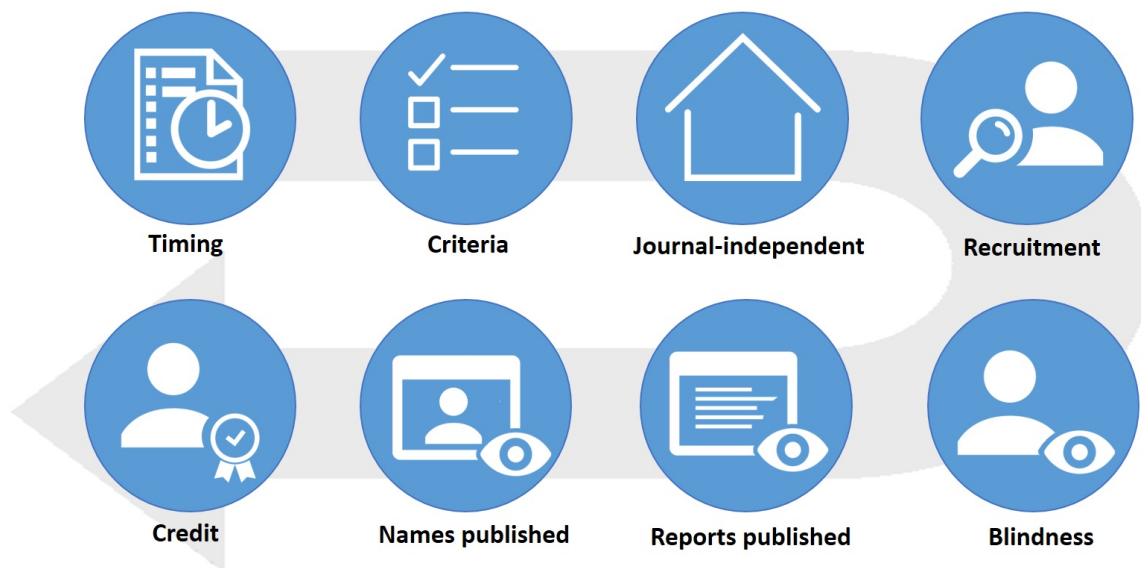 Timing
Criteria
Journal-independent
Recruitment
Blindness
Reports published
Names published
Credit